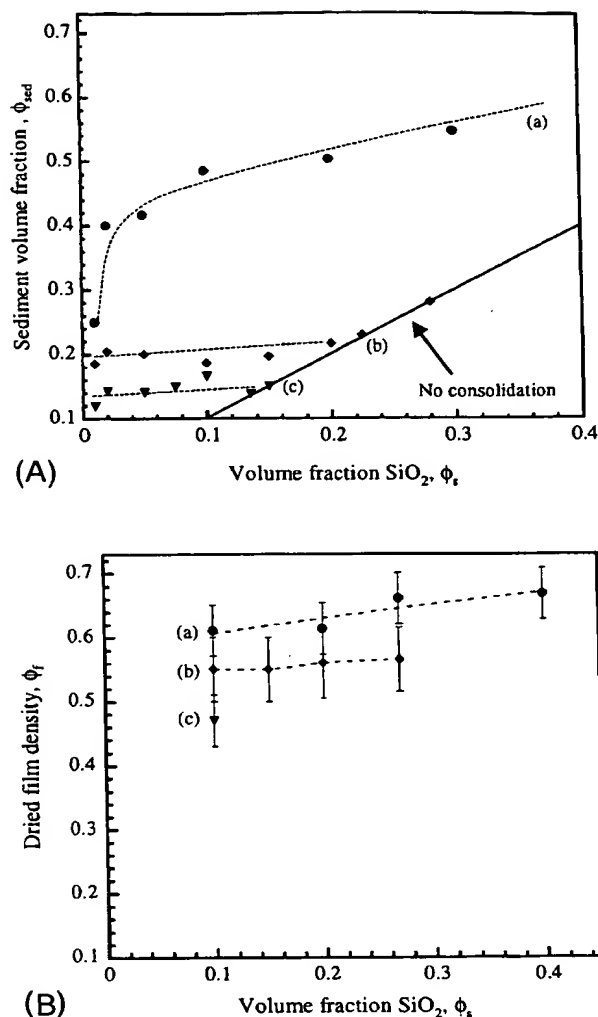 0.7
0.6
0.5
0.4
0.3
0.2
0.1
Sediment volume fraction , ϕsed
(a)
(b)
(c)
No consolidation
0
0.1
0.2
0.3
0.4
Volume fraction SiO₂, ϕs
(A)
0.7
0.6
0.5
0.4
0.3
0.2
0.1
Dried film density, ϕf
(a)
(b)
(c)
0
0.1
0.2
0.3
0.4
Volume fraction SiO₂, ϕs
(B)